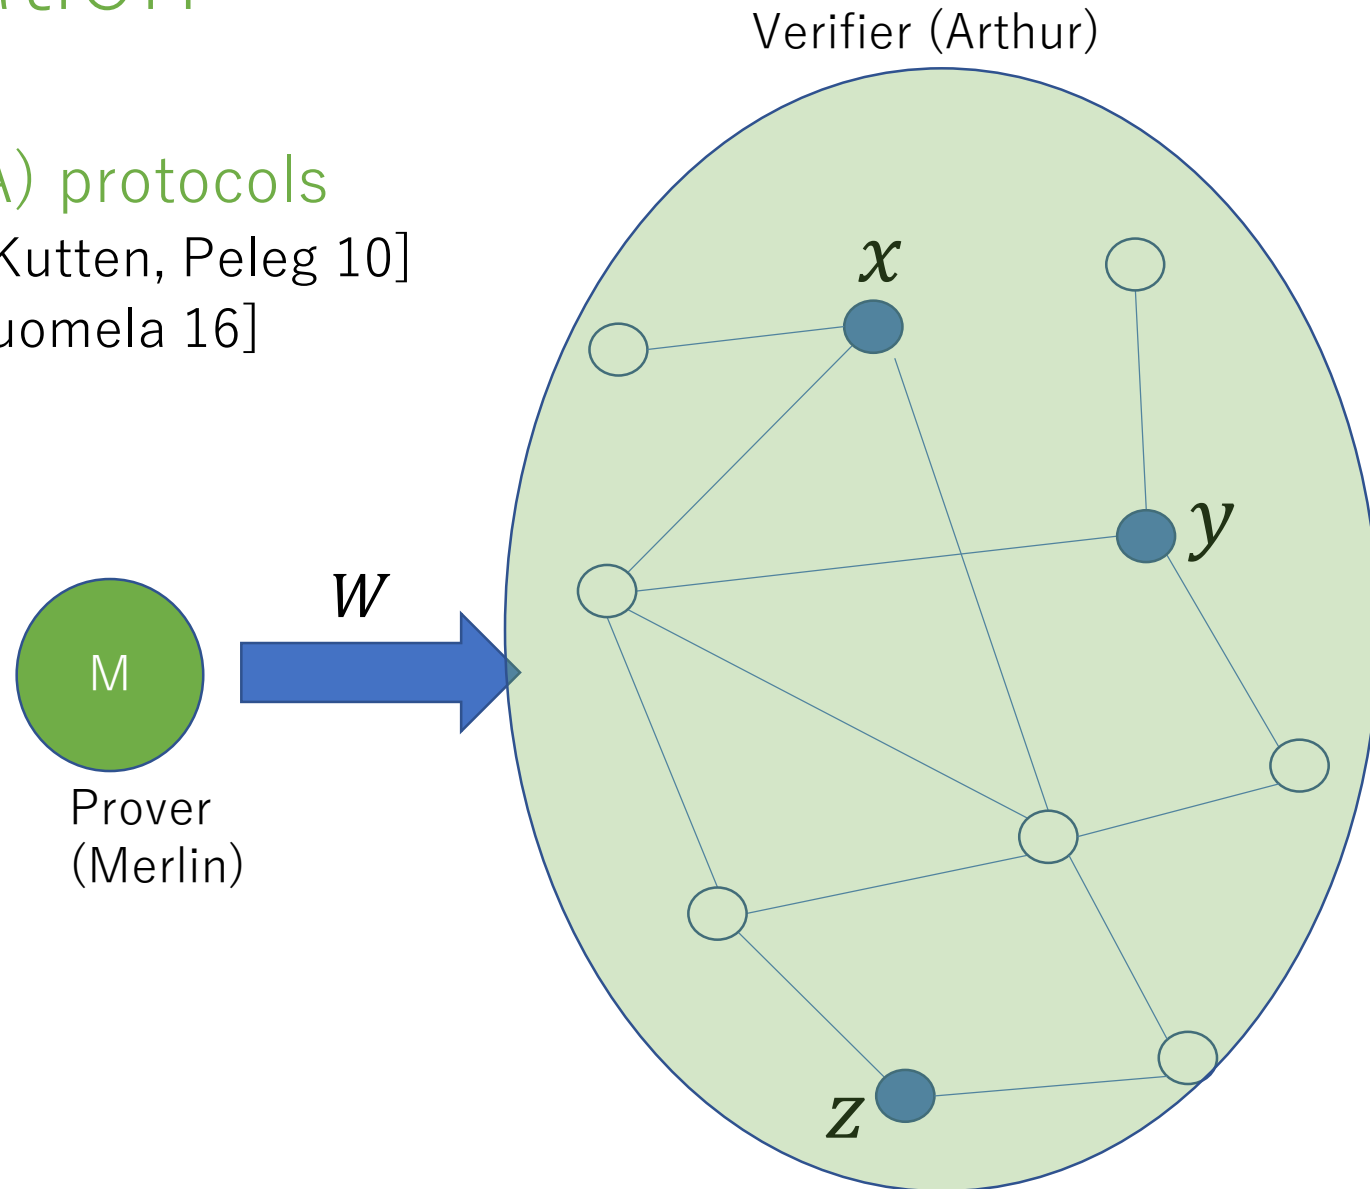 Verifier (Arthur)
A) protocols
Kutten, Peleg 10]
uomela 16]
x
y
W
M
Prover
(Merlin)
z